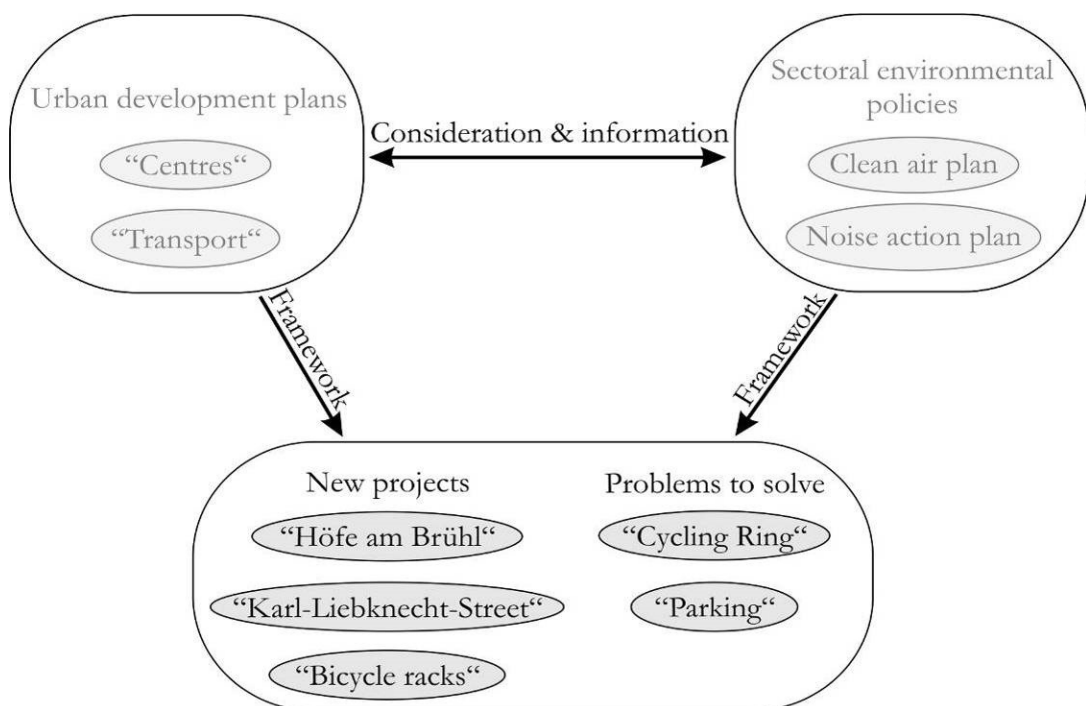 Urban development plans
“Centres“
“Transport“
Consideration & information
Sectoral environmental
policies
Clean air plan
Noise action plan
Framework
Framework
New projects
“Höfe am Brühl“
“Karl-Liebknecht-Street“
“Bicycle racks“
Problems to solve
“Cycling Ring“
“Parking“